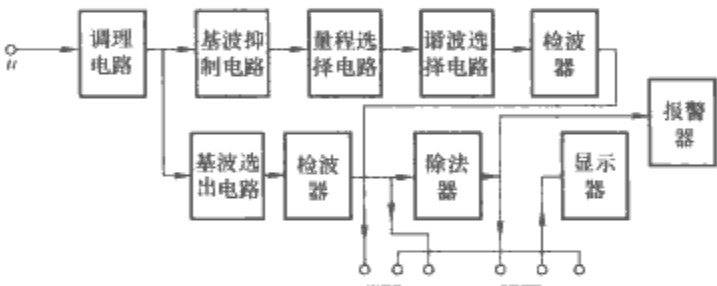 调理
电路
基波抑
制电路
量程选
择电路
谐波选
择电路
检波
器
u
报警
器
基波选
出电路
检波
器
除法
器
显示
器